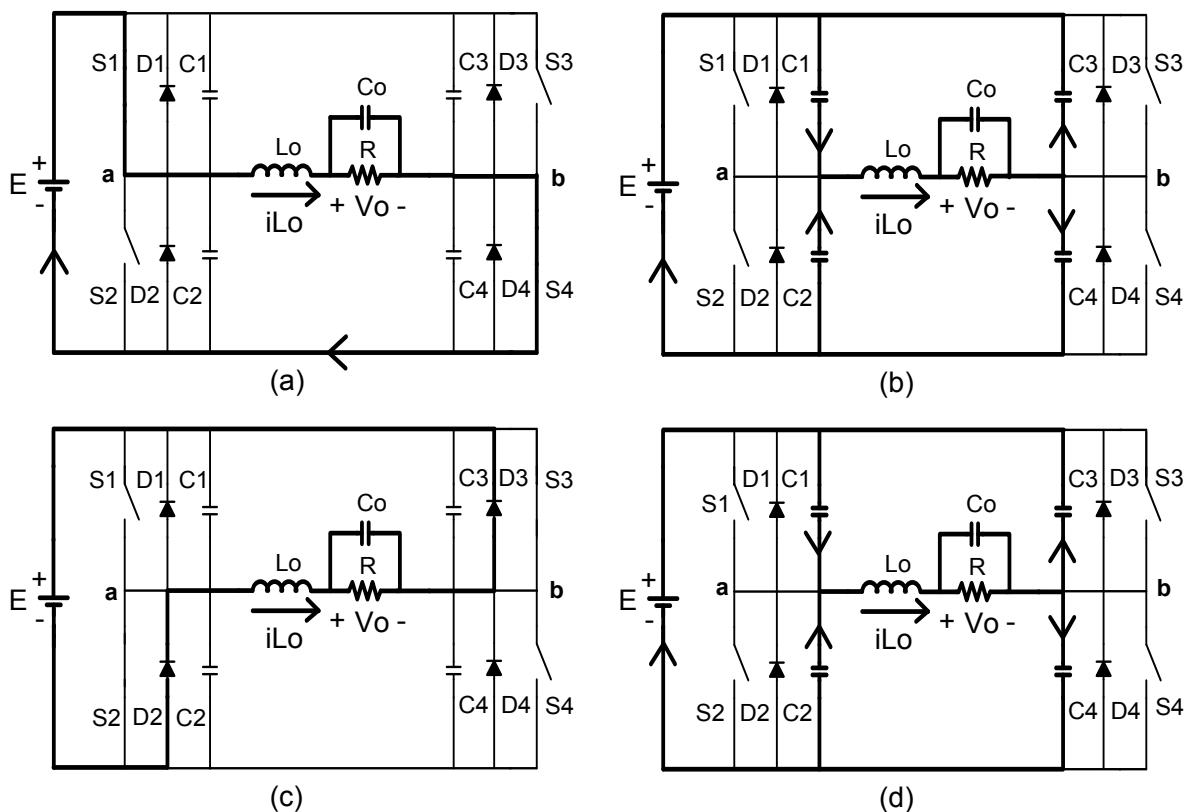 S1 D1 C1
C3 D3 S3
Co
Lo
R
+
E
-
a
b
iLo
+ Vo -
S2 D2 C2
C4 D4 S4
(a)
S1 D1 C1
C3 D3 S3
Co
Lo
R
+
E
-
a
b
iLo
+ Vo -
S2 D2 C2
C4 D4 S4
(b)
S1 D1 C1
C3 D3 S3
Co
Lo
R
+
E
-
a
b
iLo
+ Vo -
S2 D2 C2
C4 D4 S4
(c)
S1 D1 C1
C3 D3 S3
Co
Lo
R
+
E
-
a
b
iLo
+ Vo -
S2 D2 C2
C4 D4 S4
(d)